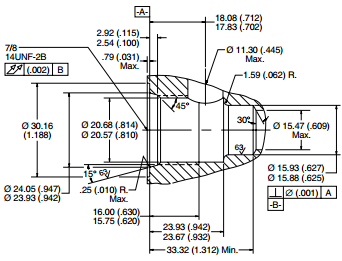 -A-
18.08 (.712)
17.83 (.702)
2.92 (.115)
2.54 (.100)
.79 (.031)
Max.
7/8
14UNF-2B
(.002) B
Ø 11.30 (.445)
Max.
1.59 (.062) R.
45°
30°
Ø 30.16
(1.188)
Ø 20.68 (.814)
Ø 20.57 (.810)
Ø 15.47 (.609)
Max.
63
15°
63
Ø 15.93 (.627)
Ø 15.88 (.625)
⊥ Ø (.001) A
-B-
Ø 24.05 (.947)
Ø 23.93 (.942)
.25 (.010) R.
Max.
16.00 (.630)
15.75 (.620)
23.93 (.942)
23.67 (.932)
33.32 (1.312) Min.